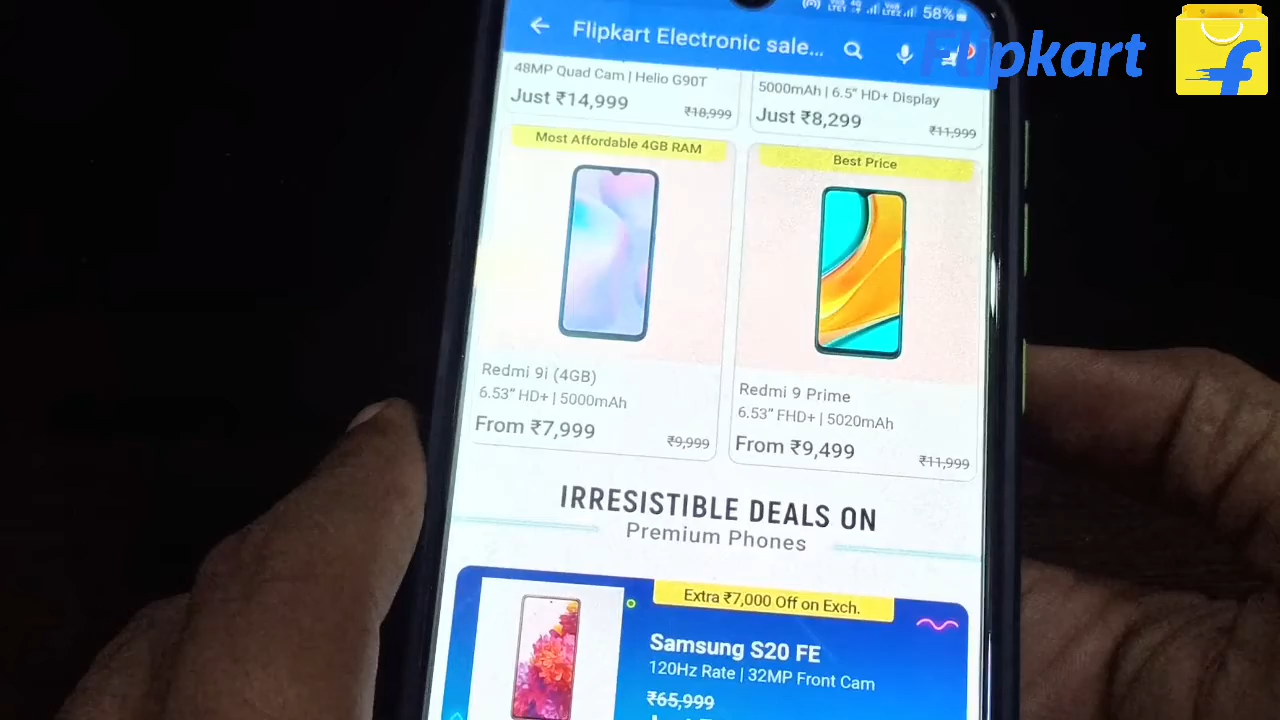 58%
Flipkart Electronic sale...
Flipkart
48MP Quad Cam | Helio G90T
Just ₹14,999 ₹18,999
5000mAh | 6.5" HD+ Display
Just ₹8,299 ₹11,999
Most Affordable 4GB RAM
Best Price
Redmi 9i (4GB)
6.53" HD+ | 5000mAh
From ₹7,999 ₹9,999
Redmi 9 Prime
6.53" FHD+ | 5020mAh
From ₹9,499 ₹11,999
IRRESISTIBLE DEALS ON
Premium Phones
Extra ₹7,000 Off on Exch.
Samsung S20 FE
120Hz Rate | 32MP Front Cam
₹65,999